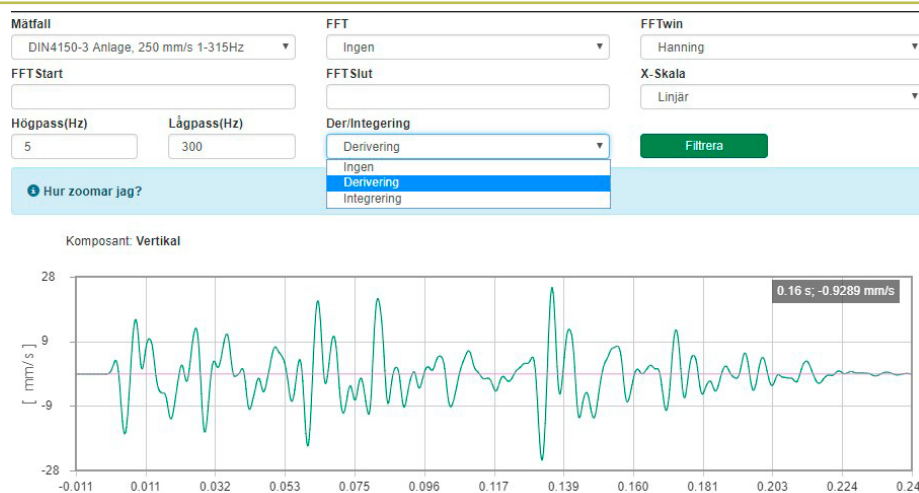 Mätfall FFT FFTwin
DIN4150-3 Anlage, 250 mm/s 1-315Hz Ingen Hanning
FFTStart FFTSlut X-Skala
Linjär
Högpass(Hz) Lågpass(Hz) Der/Integering
5 300 Derivering Filtrera
Ingen
Derivering
Integrering
Hur zoomar jag?
Komposant: Vertikal
28
0.16 s; -0.9289 mm/s
9
[ mm/s ]
-9
-28
-0.011 0.011 0.032 0.053 0.075 0.096 0.117 0.139 0.160 0.181 0.203 0.224 0.24